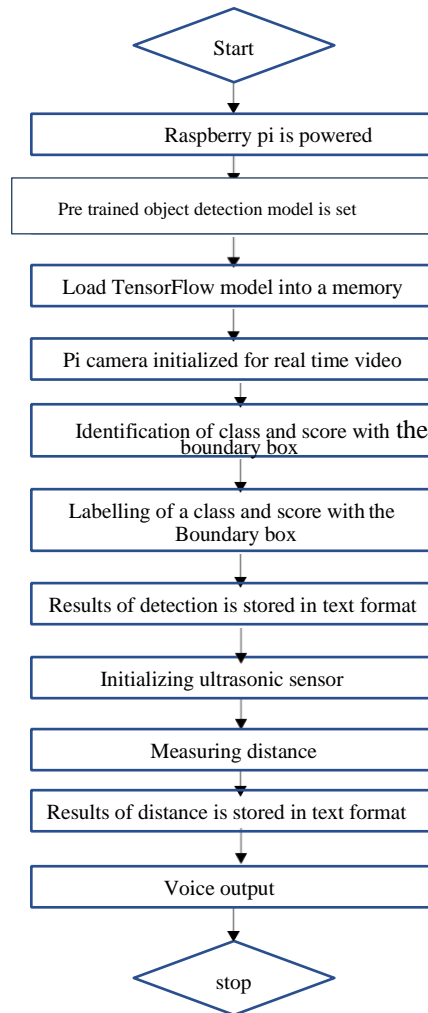 Start
Raspberry pi is powered
Pre trained object detection model is set
Load TensorFlow model into a memory
Pi camera initialized for real time video
Identification of class and score with the
boundary box
Labelling of a class and score with the
Boundary box
Results of detection is stored in text format
Initializing ultrasonic sensor
Measuring distance
Results of distance is stored in text format
Voice output
stop